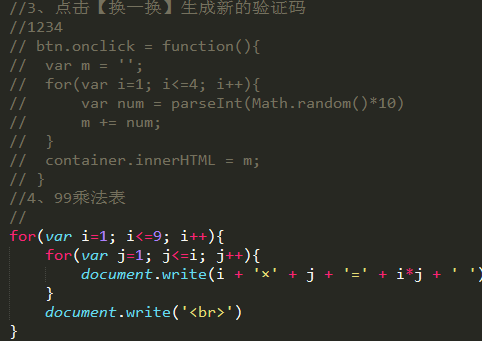 //3、点击【换一换】生成新的验证码
//1234
// btn.onclick = function(){
//  var m = '';
//  for(var i=1; i<=4; i++){
//      var num = parseInt(Math.random()*10)
//      m += num;
//  }
//  container.innerHTML = m;
// }
//4、99乘法表
//
for(var i=1; i<=9; i++){
    for(var j=1; j<=i; j++){
        document.write(i + '×' + j + '=' + i*j + ' ')
    }
    document.write('<br>')
}